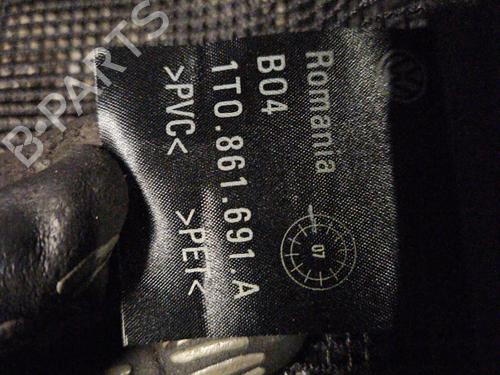 Romania
B04
1T0.861.691.A
>PVC< >PET<
07
B-PARTS